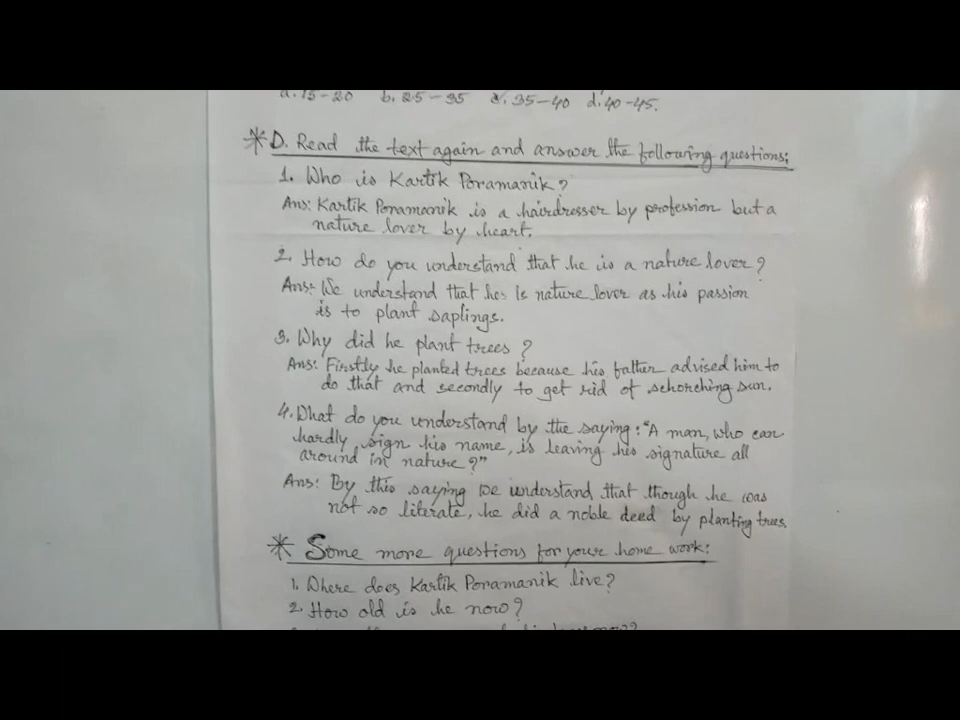 a. 15-20 b. 25-35 c. 35-40 d. 40-45.
* D. Read the text again and answer the following questions:
1. Who is Kartik Poramanik?
Ans: Kartik Poramanik is a hairdresser by profession but a
nature lover by heart.
2. How do you understand that he is a nature lover?
Ans:- We understand that hes is nature lover as his passion
is to plant saplings.
3. Why did he plant trees?
Ans: Firstly he planted trees because his father advised him to
do that and secondly to get rid of schorching sun.
4. What do you understand by the saying: "A man, who can
hardly sign his name, is leaving his signature all
around in nature?"
Ans: By this saying we understand that though he was
not so literate, he did a noble deed by planting trees.
* Some more questions for your home work:
1. Where does Kartik Poramanik live?
2. How old is he now?